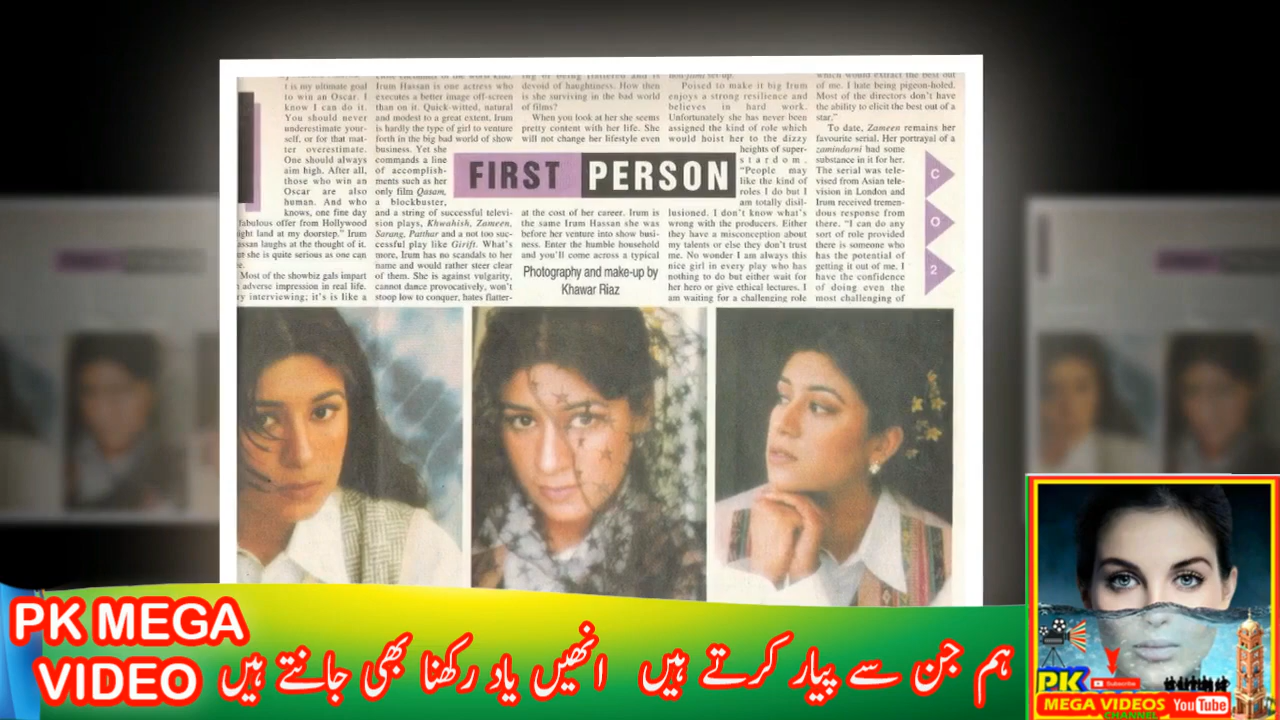 t is my ultimate goal
to win an Oscar. I
know I can do it.
You should never
underestimate your-
self, or for that mat-
ter overestimate.
One should always
aim high. After all,
those who win an
Oscar are also
human. And who
knows, one fine day
fabulous offer from Hollywood
ight land at my doorstep." Irum
assan laughs at the thought of it.
she is quite serious as one can
Most of the showbiz gals impart
adverse impression in real life.
interviewing; it's is like a
Irum Hassan is one actress who
executes a better image off-screen
than on it. Quick-witted, natural
and modest to a great extent, Irum
is hardly the type of girl to venture
forth in the big bad world of show
business. Yet she
commands a line
of accomplish-
ments such as her
only film Qasam,
a blockbuster,
and a string of successful televi-
sion plays, Khwahish, Zameen,
Sarang, Patthar and a not too suc-
cessful play like Girift. What's
more, Irum has no scandals to her
name and would rather steer clear
of them. She is against vulgarity,
cannot dance provocatively, won't
stoop low to conquer, hates flatter-
ing or being flattered and is
devoid of haughtiness. How then
is she surviving in the bad world
of films?
When you look at her she seems
pretty content with her life. She
will not change her lifestyle even
FIRST PERSON
at the cost of her career. Irum is
the same Irum Hassan she was
before her venture into show busi-
ness. Enter the humble household
and you'll come across a typical
Photography and make-up by
Khawar Riaz
Poised to make it big Irum
enjoys a strong resilience and
believes in hard work.
Unfortunately she has never been
assigned the kind of role which
would hoist her to the dizzy
heights of super-
stardom.
"People may
like the kind of
roles I do but I
am totally disil-
lusioned. I don't know what's
wrong with the producers. Either
they have a misconception about
my talents or else they don't trust
me. No wonder I am always this
nice girl in every play who has
nothing to do but either wait for
her hero or give ethical lectures. I
am waiting for a challenging role
which would extract the best out
of me. I hate being pigeon-holed.
Most of the directors don't have
the ability to elicit the best out of a
star."
To date, Zameen remains her
favourite serial. Her portrayal of a
zamindarni had some
substance in it for her.
The serial was tele-
vised from Asian tele-
vision in London and
Irum received tremen-
dous response from
there. "I can do any
sort of role provided
there is someone who
has the potential of
getting it out of me. I
have the confidence
of doing even the
most challenging of
C
O
2
PK MEGA
VIDEO
ہم جن سے پیار کرتے ہیں انھیں یاد رکھنا بھی جانتے ہیں
PK
Subscribe
MEGA VIDEOS YouTube
CHANNEL